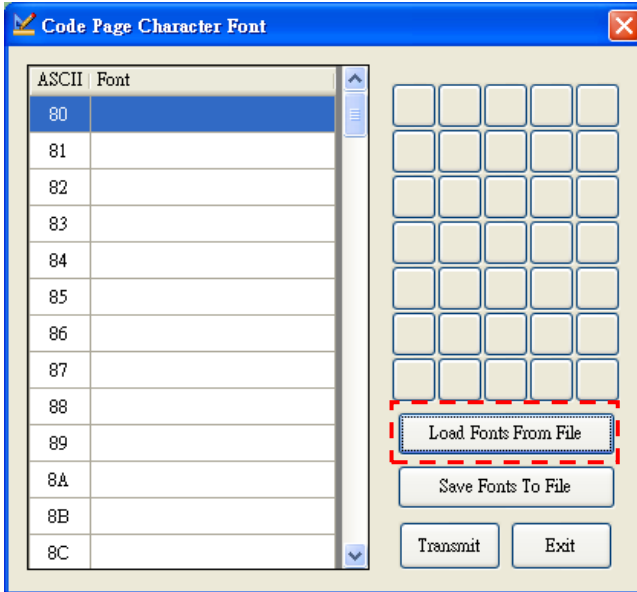 Code Page Character Font
ASCII Font
80
81
82
83
84
85
86
87
88
89
8A
8B
8C
Load Fonts From File
Save Fonts To File
Transmit Exit